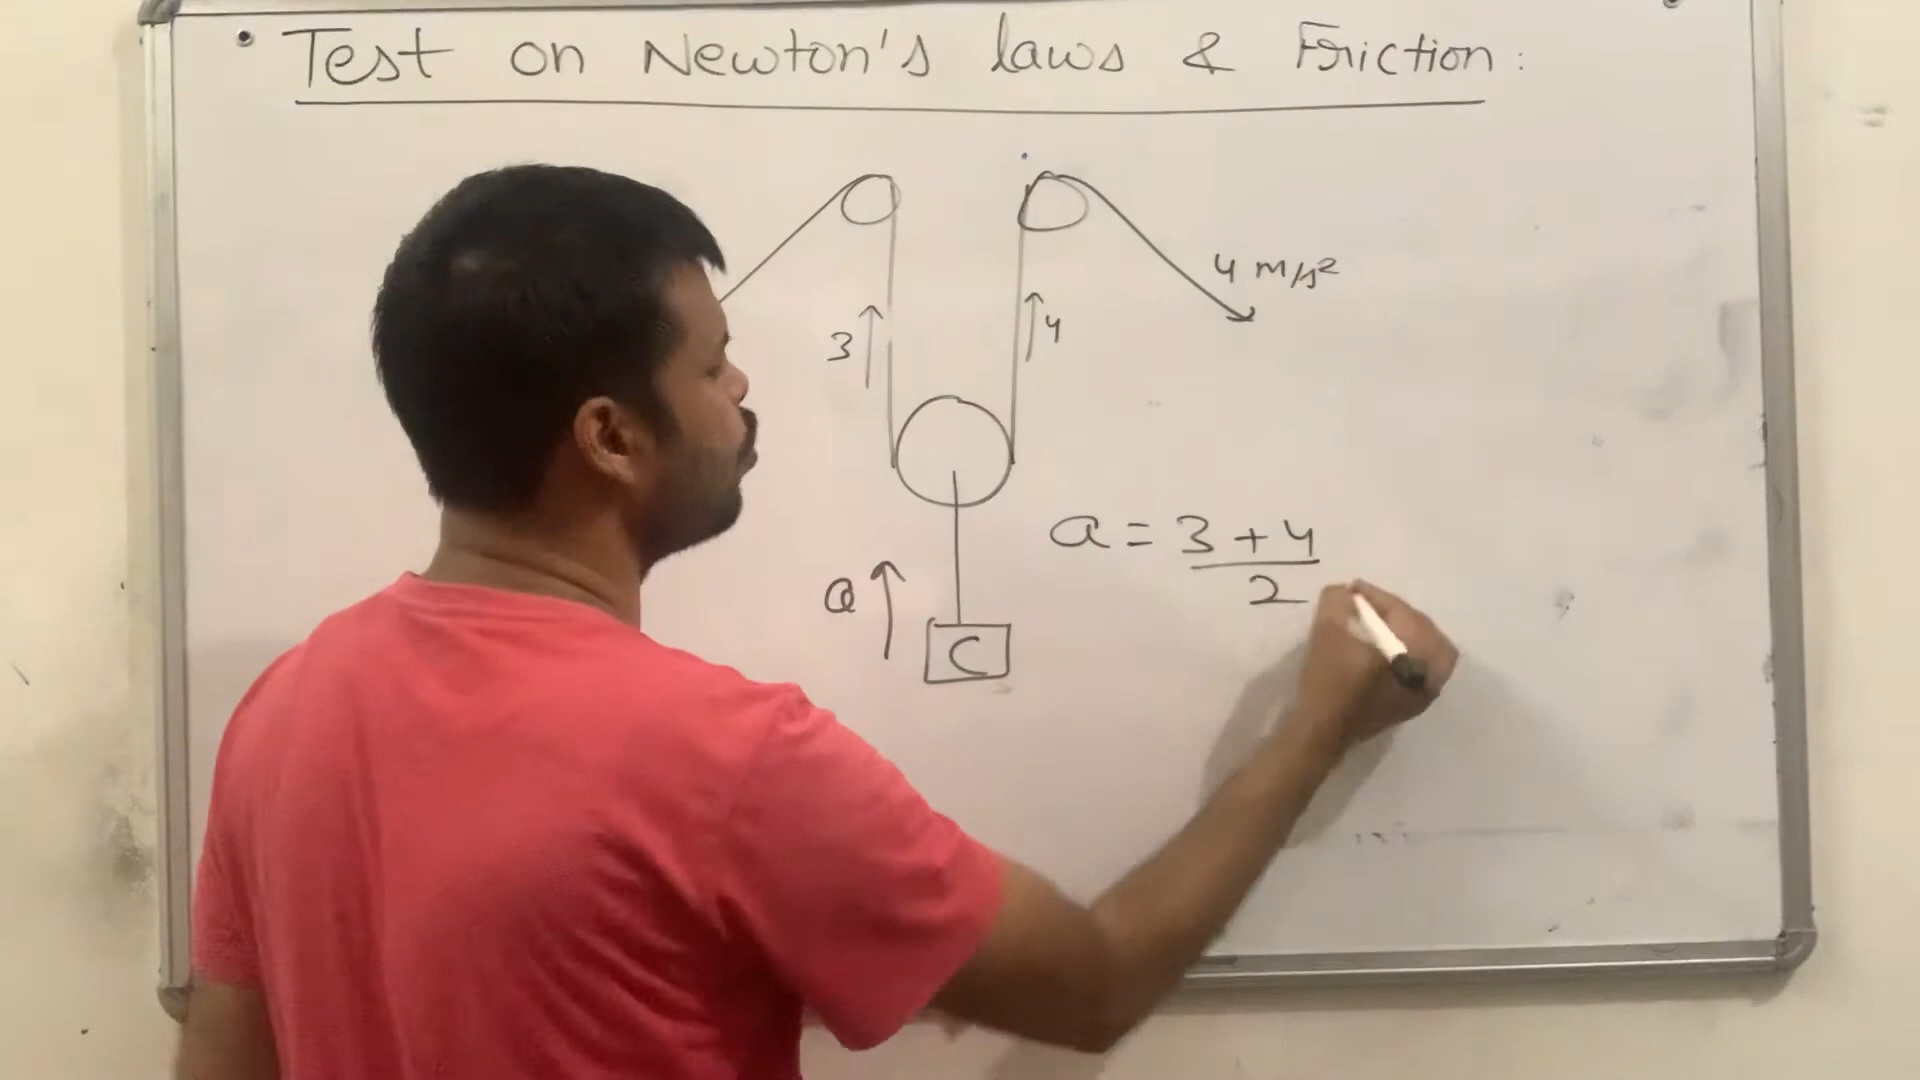 • Test on Newton's laws & Friction :
4 m/s²
3 4
a = 3 + 4
2
a
C